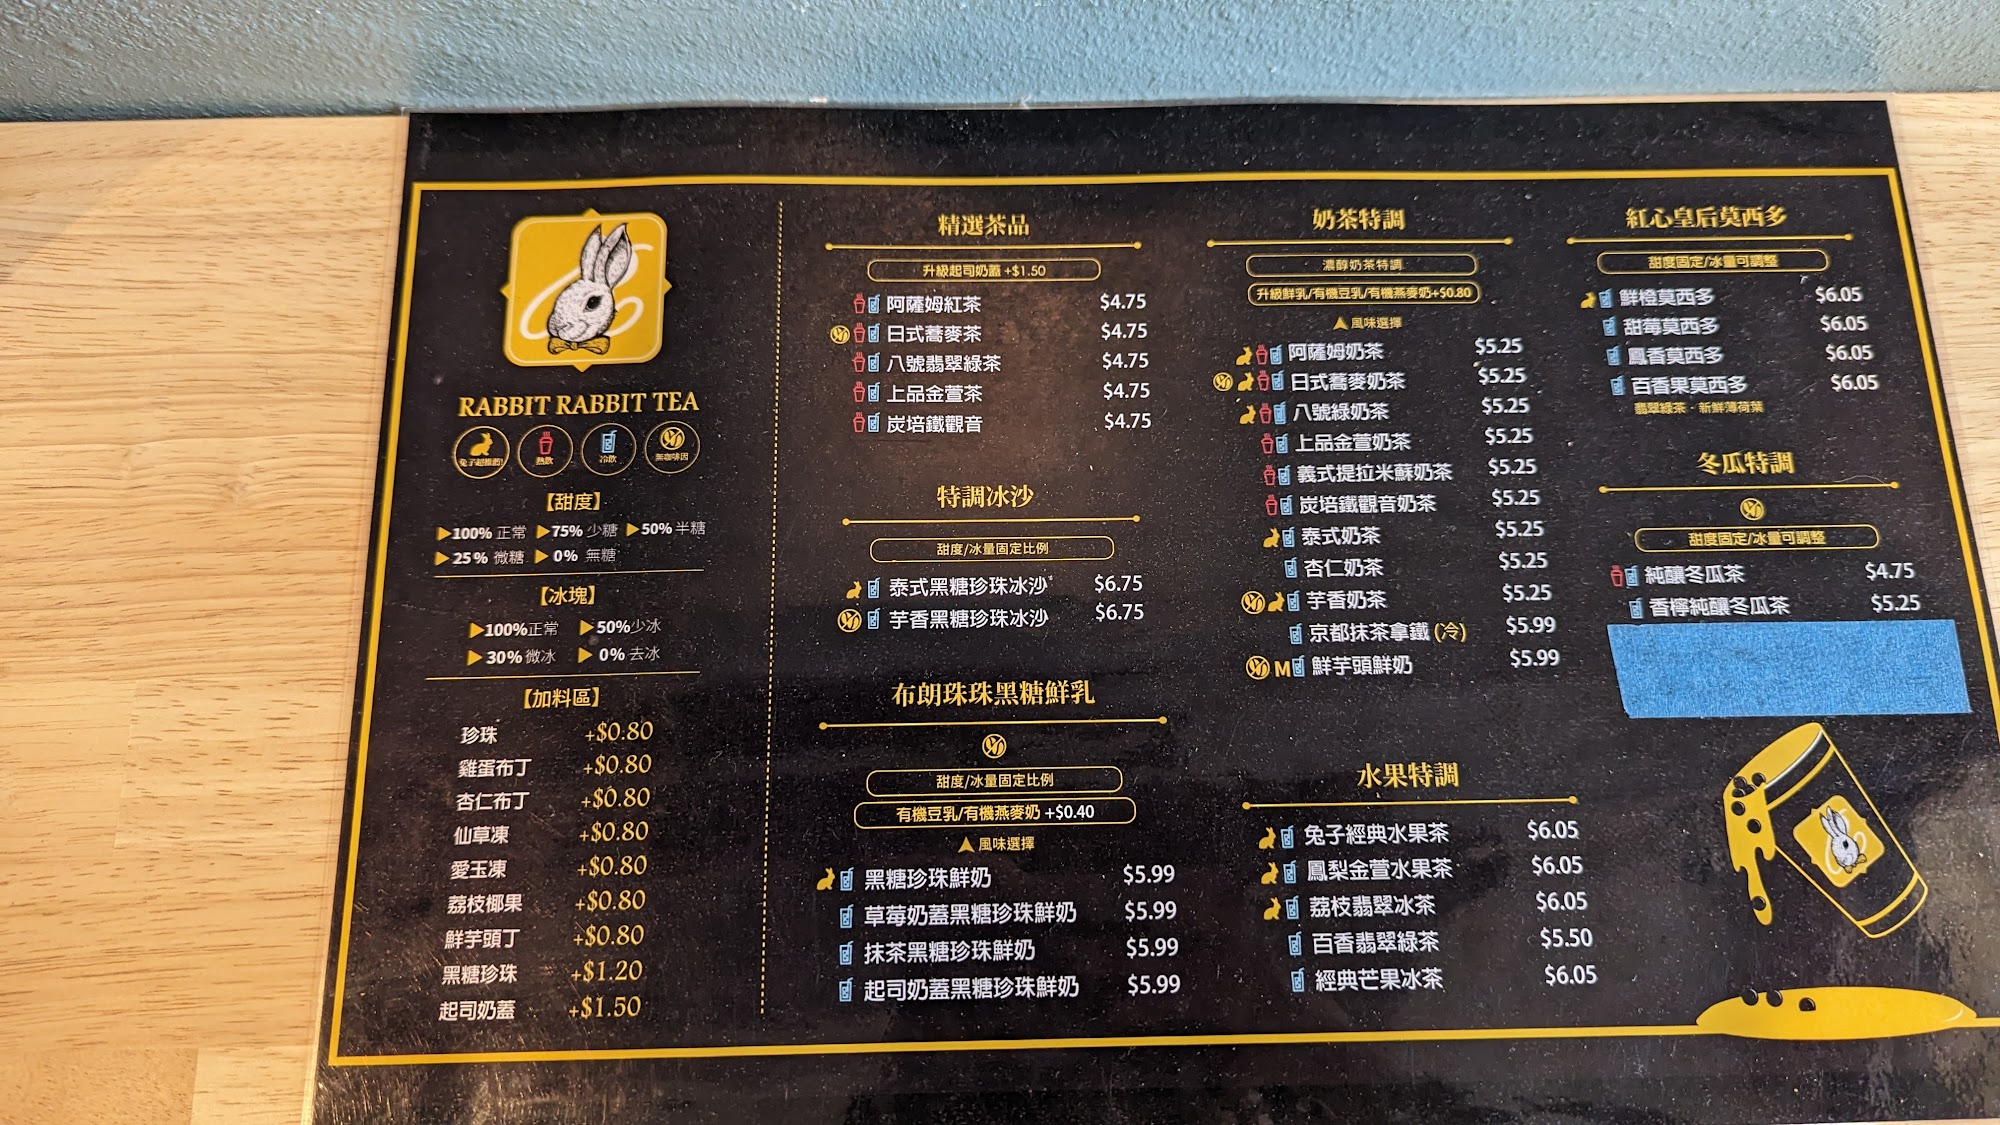 RABBIT RABBIT TEA
兔子超推薦! 熱飲 冷飲 無咖啡因
【甜度】
▶100% 正常 ▶75% 少糖 ▶50% 半糖
▶25% 微糖 ▶0% 無糖
【冰塊】
▶100%正常 ▶50%少冰
▶30% 微冰 ▶0% 去冰
【加料區】
珍珠 +$0.80
雞蛋布丁 +$0.80
杏仁布丁 +$0.80
仙草凍 +$0.80
愛玉凍 +$0.80
荔枝椰果 +$0.80
鮮芋頭丁 +$0.80
黑糖珍珠 +$1.20
起司奶蓋 +$1.50
精選茶品
升級起司奶蓋 +$1.50
阿薩姆紅茶 $4.75
日式蕎麥茶 $4.75
八號翡翠綠茶 $4.75
上品金萱茶 $4.75
炭培鐵觀音 $4.75
特調冰沙
甜度/冰量固定比例
泰式黑糖珍珠冰沙* $6.75
芋香黑糖珍珠冰沙 $6.75
布朗珠珠黑糖鮮乳
甜度/冰量固定比例
有機豆乳/有機燕麥奶 +$0.40
▲風味選擇
黑糖珍珠鮮奶 $5.99
草莓奶蓋黑糖珍珠鮮奶 $5.99
抹茶黑糖珍珠鮮奶 $5.99
起司奶蓋黑糖珍珠鮮奶 $5.99
奶茶特調
濃醇奶茶特調
升級鮮乳/有機豆乳/有機燕麥奶+$0.80
▲風味選擇
阿薩姆奶茶 $5.25
日式蕎麥奶茶 $5.25
八號綠奶茶 $5.25
上品金萱奶茶 $5.25
義式提拉米蘇奶茶 $5.25
炭培鐵觀音奶茶 $5.25
泰式奶茶 $5.25
杏仁奶茶 $5.25
芋香奶茶 $5.25
京都抹茶拿鐵 (冷) $5.99
M 鮮芋頭鮮奶 $5.99
水果特調
兔子經典水果茶 $6.05
鳳梨金萱水果茶 $6.05
荔枝翡翠冰茶 $6.05
百香翡翠綠茶 $5.50
經典芒果冰茶 $6.05
紅心皇后莫西多
甜度固定/冰量可調整
鮮橙莫西多 $6.05
甜莓莫西多 $6.05
鳳香莫西多 $6.05
百香果莫西多 $6.05
翡翠綠茶・新鮮薄荷葉
冬瓜特調
甜度固定/冰量可調整
純釀冬瓜茶 $4.75
香檸純釀冬瓜茶 $5.25